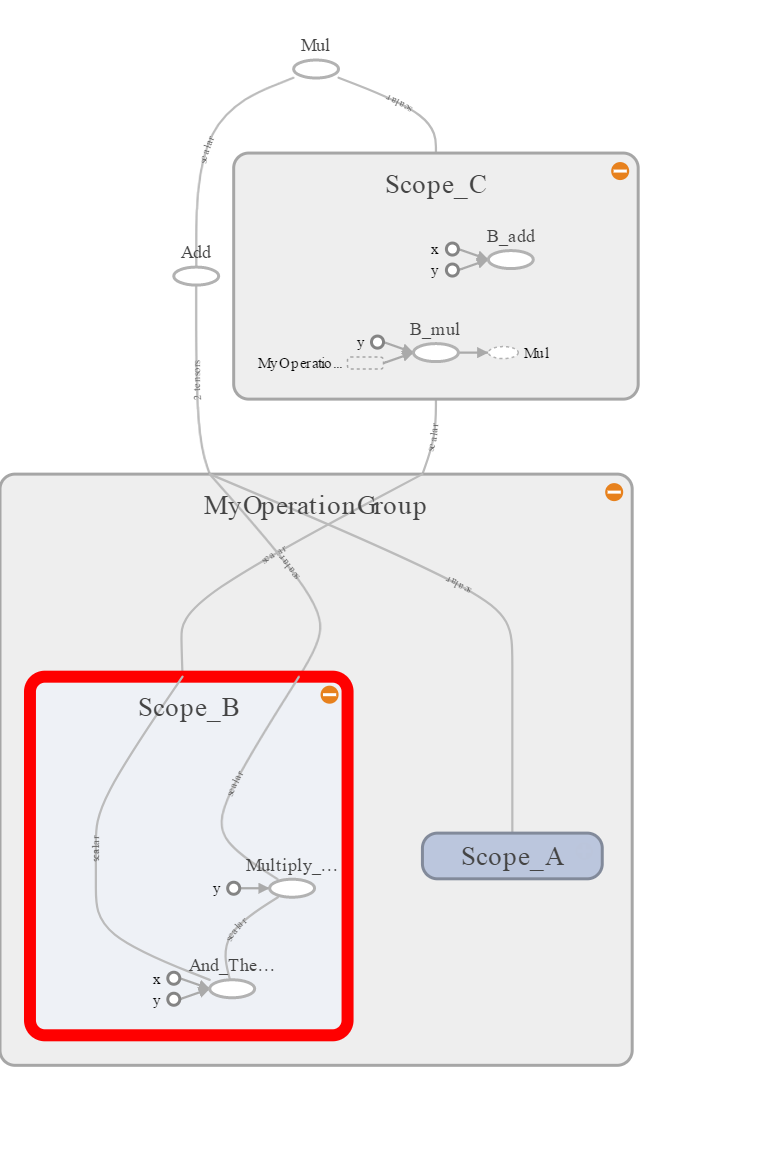 Mul
scalar
scalar
Scope_C
B_add
x
y
Add
B_mul
y
MyOperatio...
Mul
2 tensors
scalar
MyOperationGroup
scalar
scalar
scalar
Scope_B
scalar
scalar
Multiply_...
y
Scope_A
scalar
And_The...
x
y